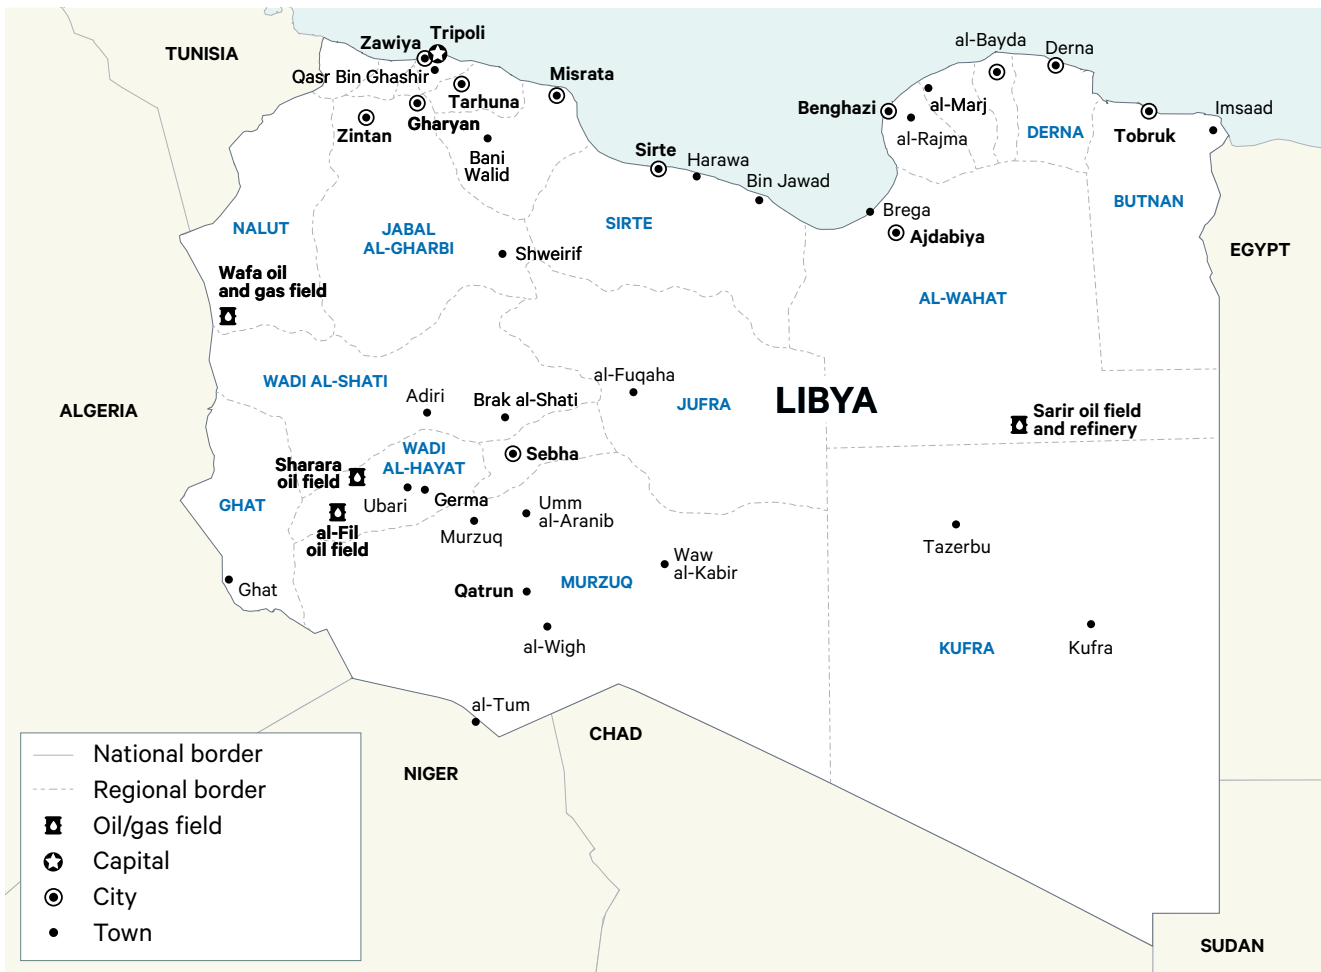 Tripoli
Zawiya
TUNISIA
Qasr Bin Ghashir
Misrata
Tarhuna
Gharyan
Zintan
Bani
Walid
al-Bayda
Derna
Benghazi
al-Marj
al-Rajma
DERNA
Tobruk
Imsaad
Sirte
Harawa
Bin Jawad
BUTNAN
Brega
Ajdabiya
EGYPT
NALUT
JABAL
AL-GHARBI
SIRTE
Shweirif
Wafa oil
and gas field
AL-WAHAT
WADI AL-SHATI
al-Fuqaha
Adiri
Brak al-Shati
JUFRA
LIBYA
ALGERIA
Sarir oil field
and refinery
WADI
AL-HAYAT
Sebha
Sharara
oil field
GHAT
Ubari
Germa
Umm
al-Aranib
al-Fil
oil field
Murzuq
Tazerbu
Waw
al-Kabir
Ghat
Qatrun
MURZUQ
al-Wigh
KUFRA
Kufra
al-Tum
CHAD
NIGER
SUDAN
National border
Regional border
Oil/gas field
Capital
City
Town